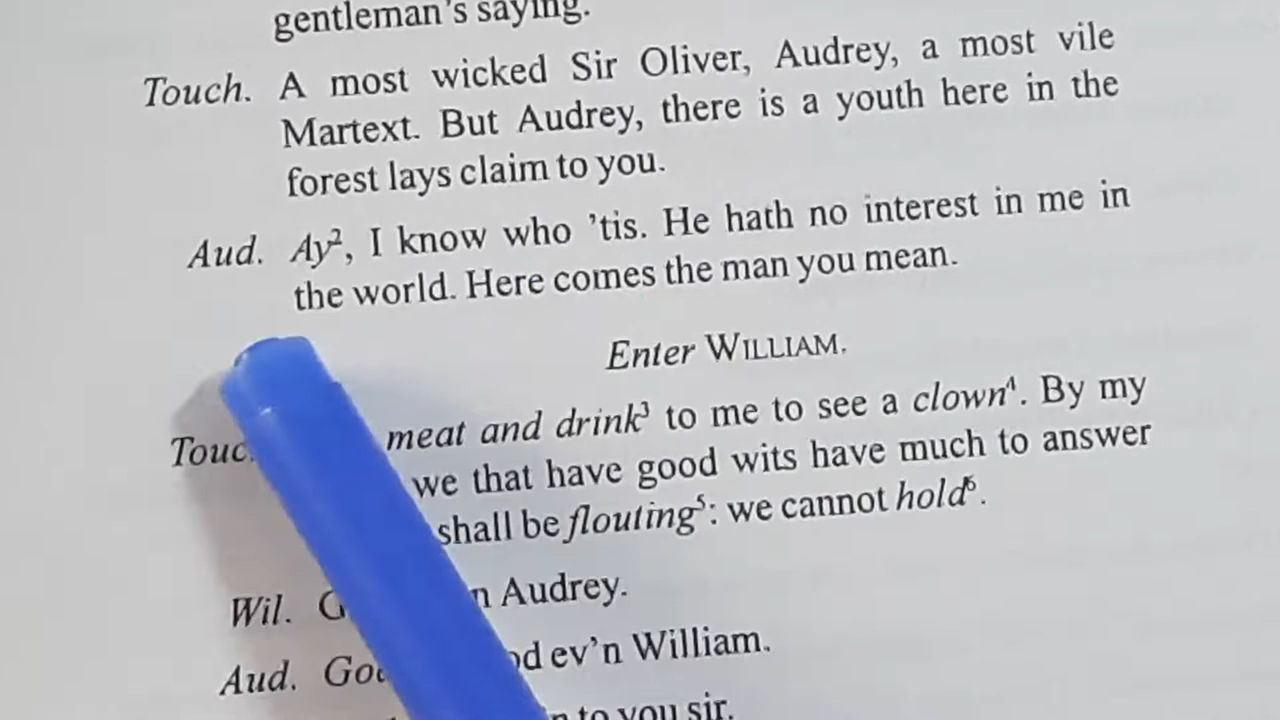 gentleman's saying.
Touch. A most wicked Sir Oliver, Audrey, a most vile
Martext. But Audrey, there is a youth here in the
forest lays claim to you.
Aud. Ay², I know who 'tis. He hath no interest in me in
the world. Here comes the man you mean.
Enter WILLIAM.
meat and drink³ to me to see a clown⁴. By my
we that have good wits have much to answer
shall be flouting⁵: we cannot hold⁶.
Wil. Audrey.
Aud. ev'n William.
to you sir.